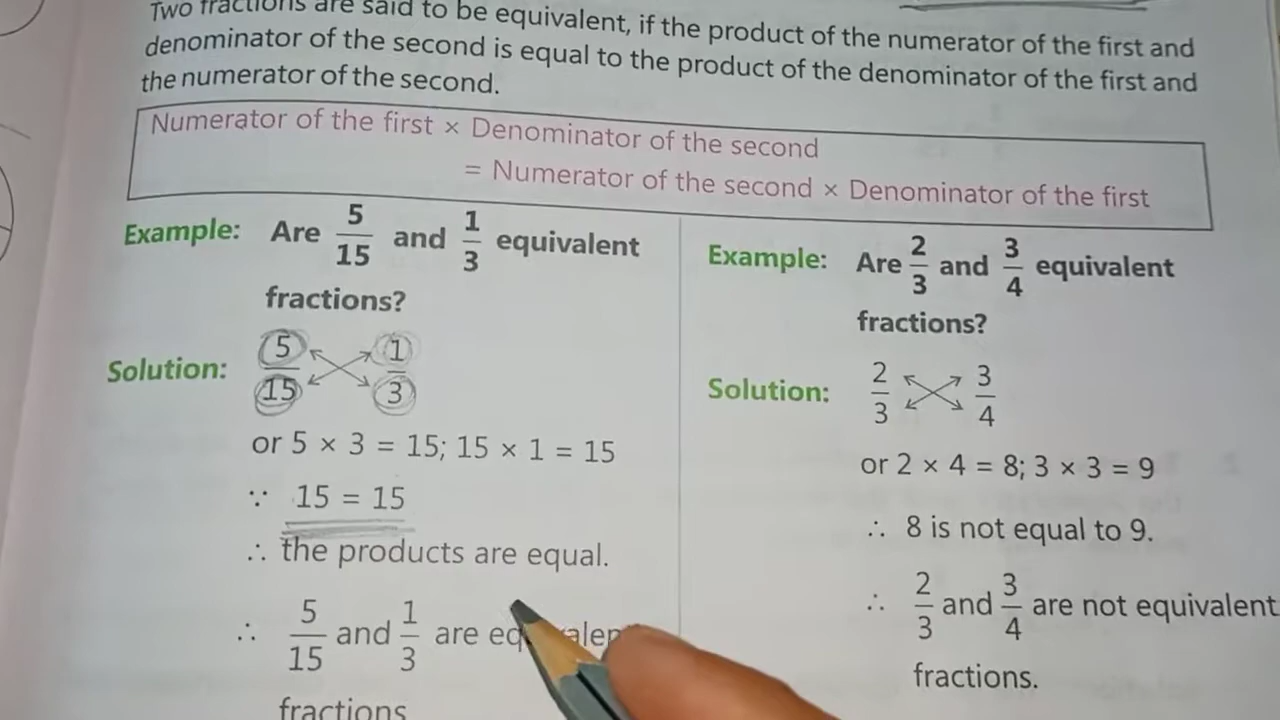 Two fractions are said to be equivalent, if the product of the numerator of the first and
denominator of the second is equal to the product of the denominator of the first and
the numerator of the second.
Numerator of the first × Denominator of the second
= Numerator of the second × Denominator of the first
Example: Are 5/15 and 1/3 equivalent
fractions?
Solution: 5/15 1/3
or 5 × 3 = 15; 15 × 1 = 15
∵ 15 = 15
∴ the products are equal.
∴ 5/15 and 1/3 are
fractions
Example: Are 2/3 and 3/4 equivalent
fractions?
Solution: 2/3 3/4
or 2 × 4 = 8; 3 × 3 = 9
∴ 8 is not equal to 9.
∴ 2/3 and 3/4 are not equivalent
fractions.